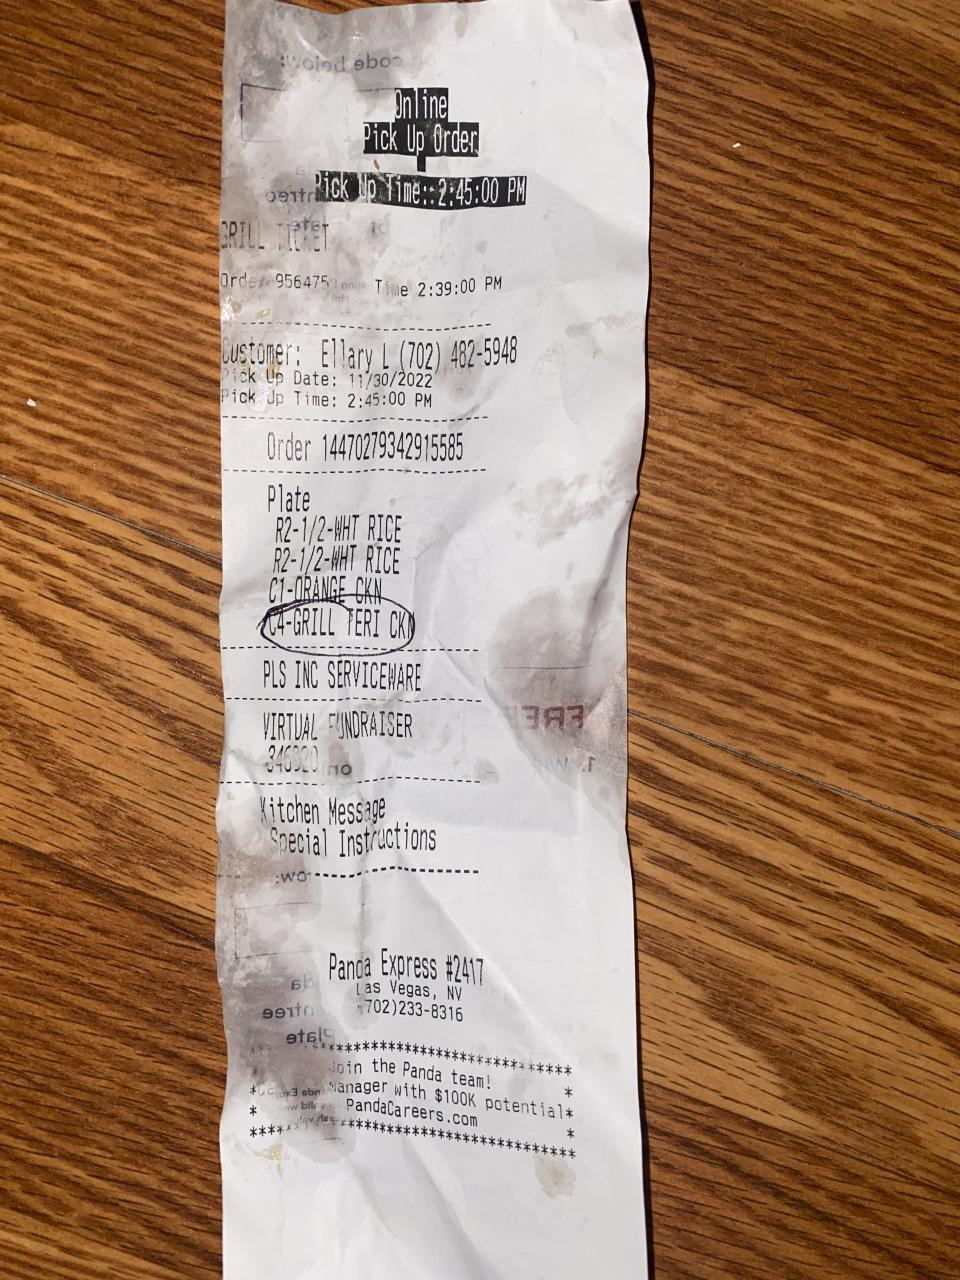 Online
Pick Up Order
Pick Up Time::2:45:00 PM
GRILL TICKET
Order 956475 Time 2:39:00 PM
Customer: Ellary L (702) 482-5948
Pick Up Date: 11/30/2022
Pick Up Time: 2:45:00 PM
Order 14470279342915585
Plate
R2-1/2-WHT RICE
R2-1/2-WHT RICE
C1-ORANGE CKN
C4-GRILL TERI CKN
PLS INC SERVICEWARE
VIRTUAL FUNDRAISER
Kitchen Message
Special Instructions
Panda Express #2417
Las Vegas, NV
(702)233-8316
************************************
Join the Panda team! *
* Manager with $100K potential*
* PandaCareers.com *
************************************